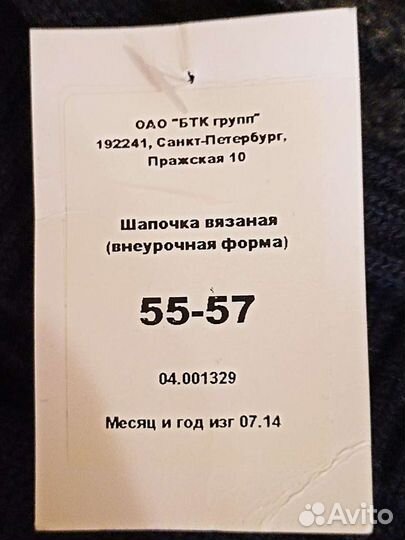 ОАО "БТК групп"
192241, Санкт-Петербург,
Пражская 10
Шапочка вязаная
(внеурочная форма)
55-57
04.001329
Месяц и год изг 07.14
Avito